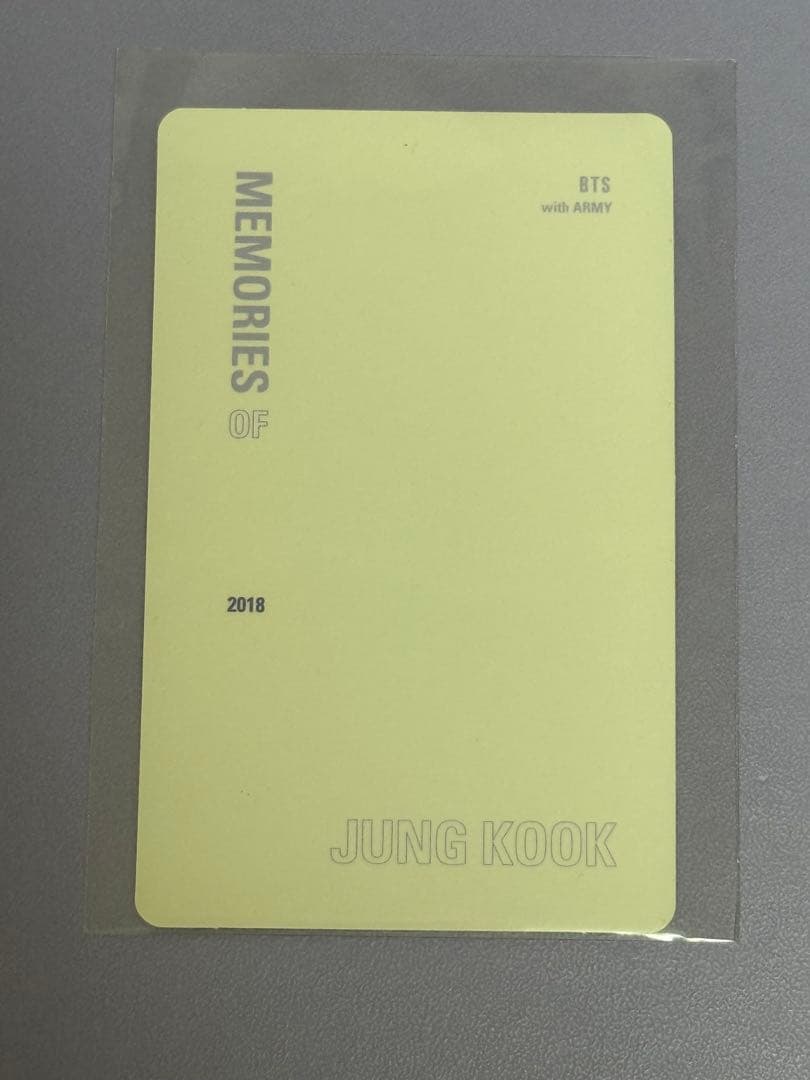 MEMORIES
OF
BTS
with ARMY
2018
JUNG KOOK